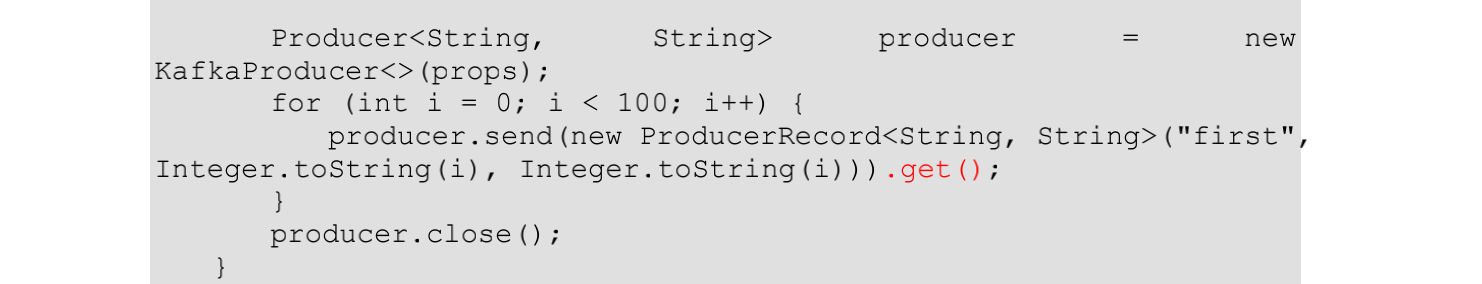 Producer<String, String> producer = new
KafkaProducer<>(props);
for (int i = 0; i < 100; i++) {
producer.send(new ProducerRecord<String, String>("first",
Integer.toString(i), Integer.toString(i))).get();
}
producer.close();
}